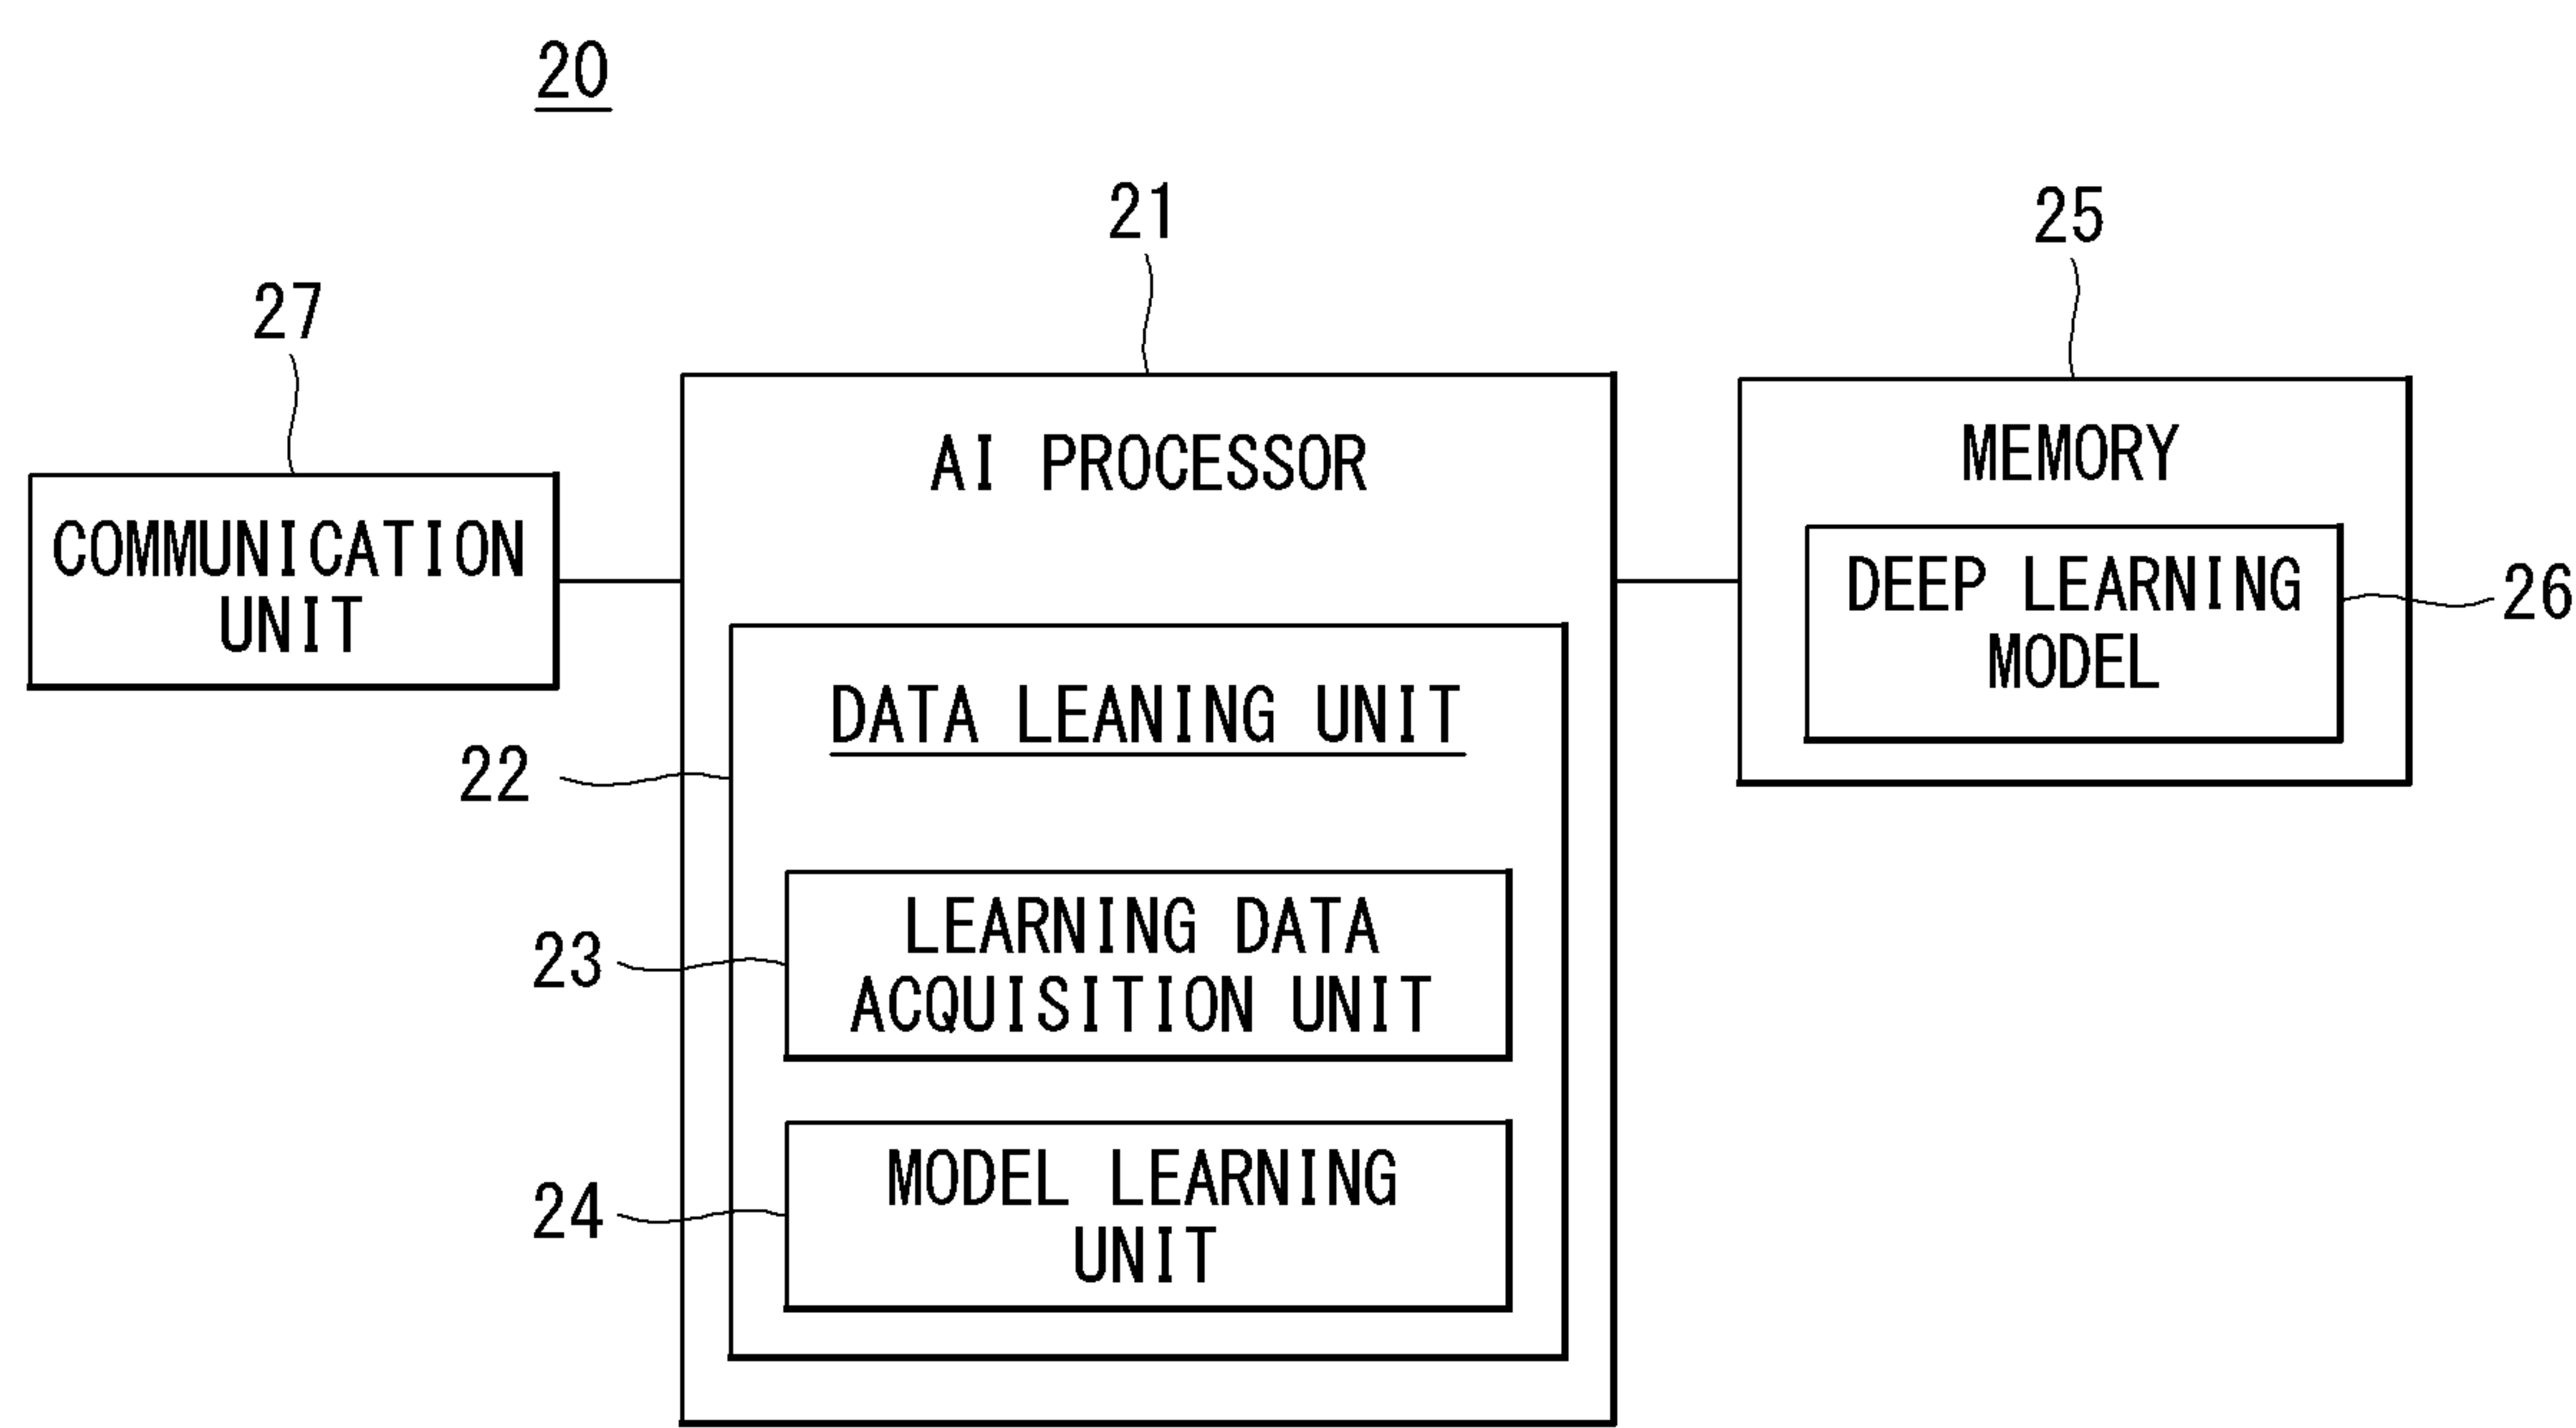 20
21
25
27
AI PROCESSOR
MEMORY
COMMUNICATION
UNIT
DEEP LEARNING
MODEL
26
DATA LEANING UNIT
22
LEARNING DATA
ACQUISITION UNIT
23
MODEL LEARNING
UNIT
24